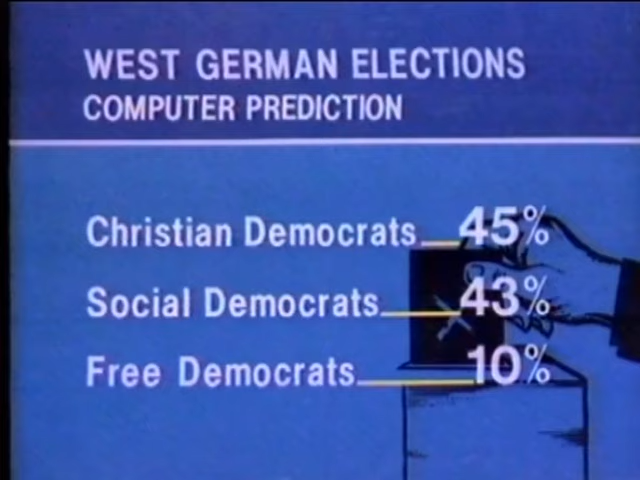 WEST GERMAN ELECTIONS
COMPUTER PREDICTION
Christian Democrats 45%
Social Democrats 43%
Free Democrats 10%